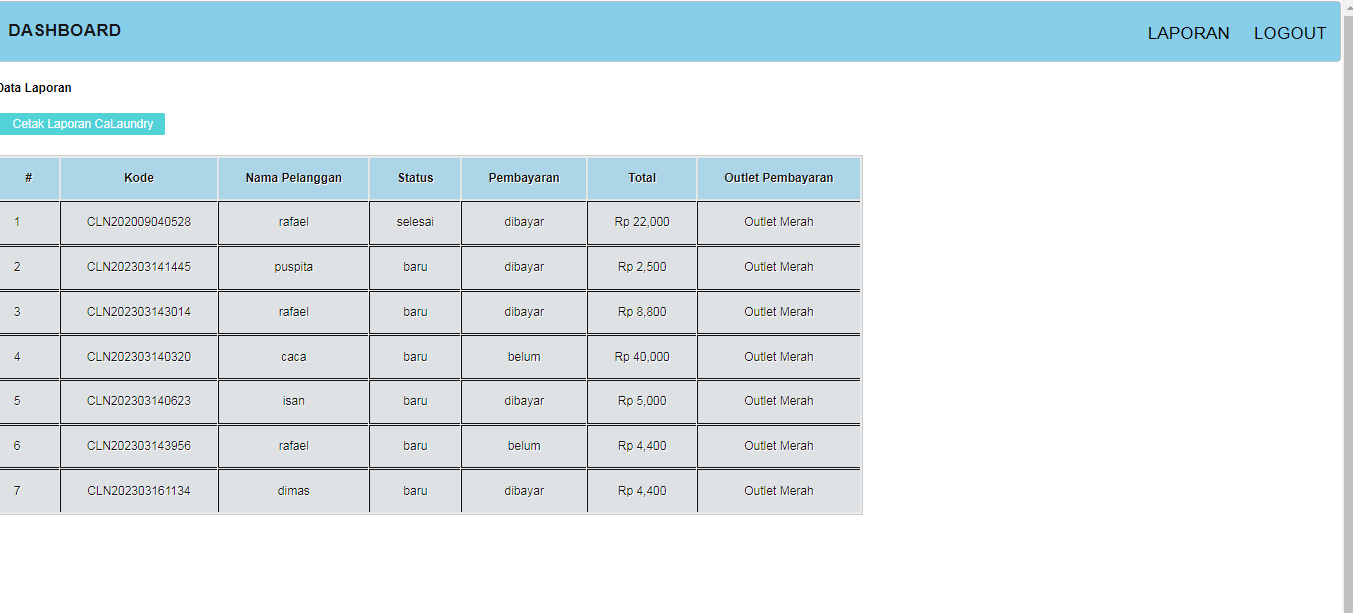 DASHBOARD LAPORAN LOGOUT
Data Laporan
Cetak Laporan CaLaundry
# Kode Nama Pelanggan Status Pembayaran Total Outlet Pembayaran
1 CLN202009040528 rafael selesai dibayar Rp 22,000 Outlet Merah
2 CLN202303141445 puspita baru dibayar Rp 2,500 Outlet Merah
3 CLN202303143014 rafael baru dibayar Rp 8,800 Outlet Merah
4 CLN202303140320 caca baru belum Rp 40,000 Outlet Merah
5 CLN202303140623 isan baru dibayar Rp 5,000 Outlet Merah
6 CLN202303143956 rafael baru belum Rp 4,400 Outlet Merah
7 CLN202303161134 dimas baru dibayar Rp 4,400 Outlet Merah